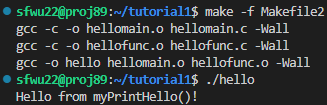 sfwu22@proj89:~/tutorial1$ make -f Makefile2
gcc -c -o hellomain.o hellomain.c -Wall
gcc -c -o hellofunc.o hellofunc.c -Wall
gcc -o hello hellomain.o hellofunc.o -Wall
sfwu22@proj89:~/tutorial1$ ./hello
Hello from myPrintHello()!